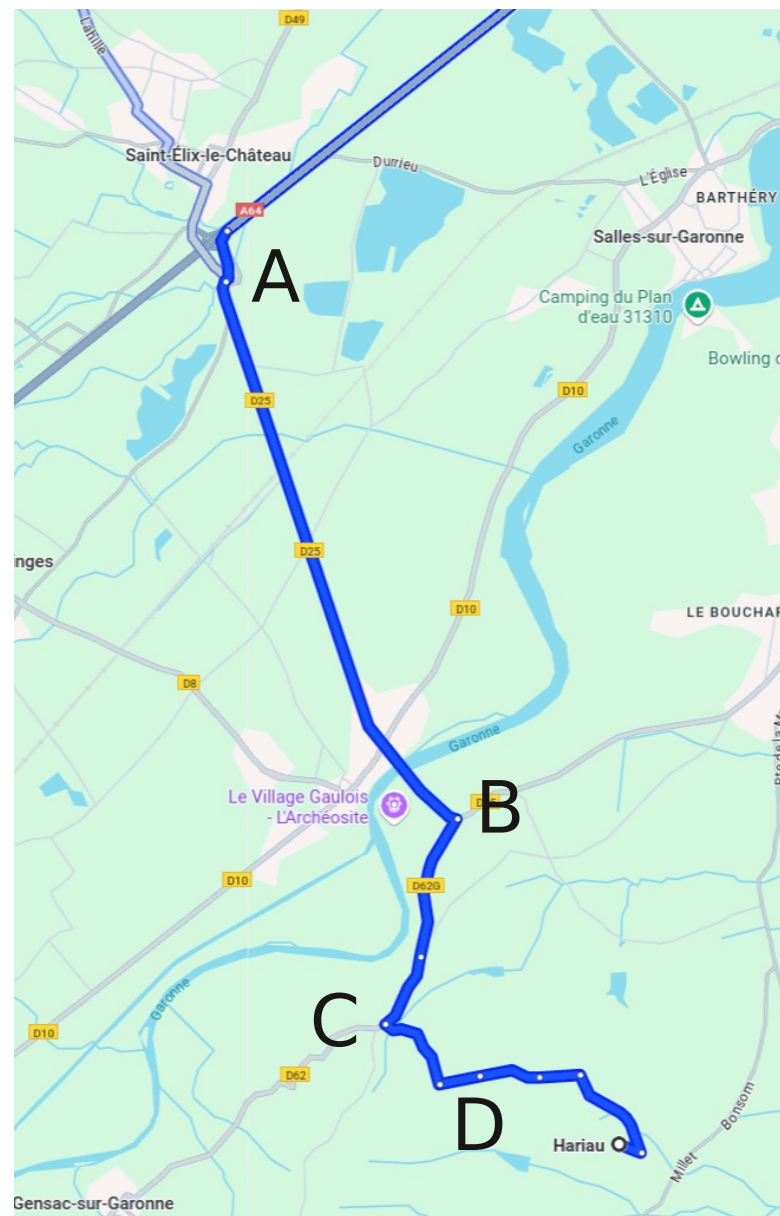 D49
Lahille
Saint-Élix-le-Château
Durrieu
L'Église
BARTHÉRY
A64
Salles-sur-Garonne
A
Camping du Plan
d'eau 31310
Bowling
D25
D10
Garonne
D25
inges
D10
LE BOUCHAR
D8
Garonne
Le Village Gaulois
- L'Archéosite
B
D10
D62G
Garonne
C
D10
D62
D
Hariau
Bonsom
Millet
Gensac-sur-Garonne